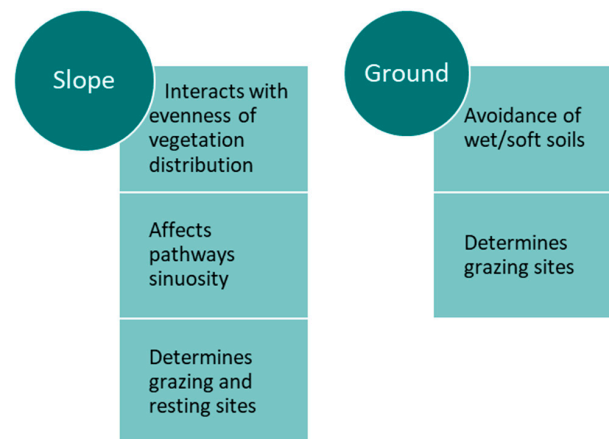 Slope
Interacts with
evenness of
vegetation
distribution
Affects
pathways
sinuosity
Determines
grazing and
resting sites
Ground
Avoidance of
wet/soft soils
Determines
grazing sites